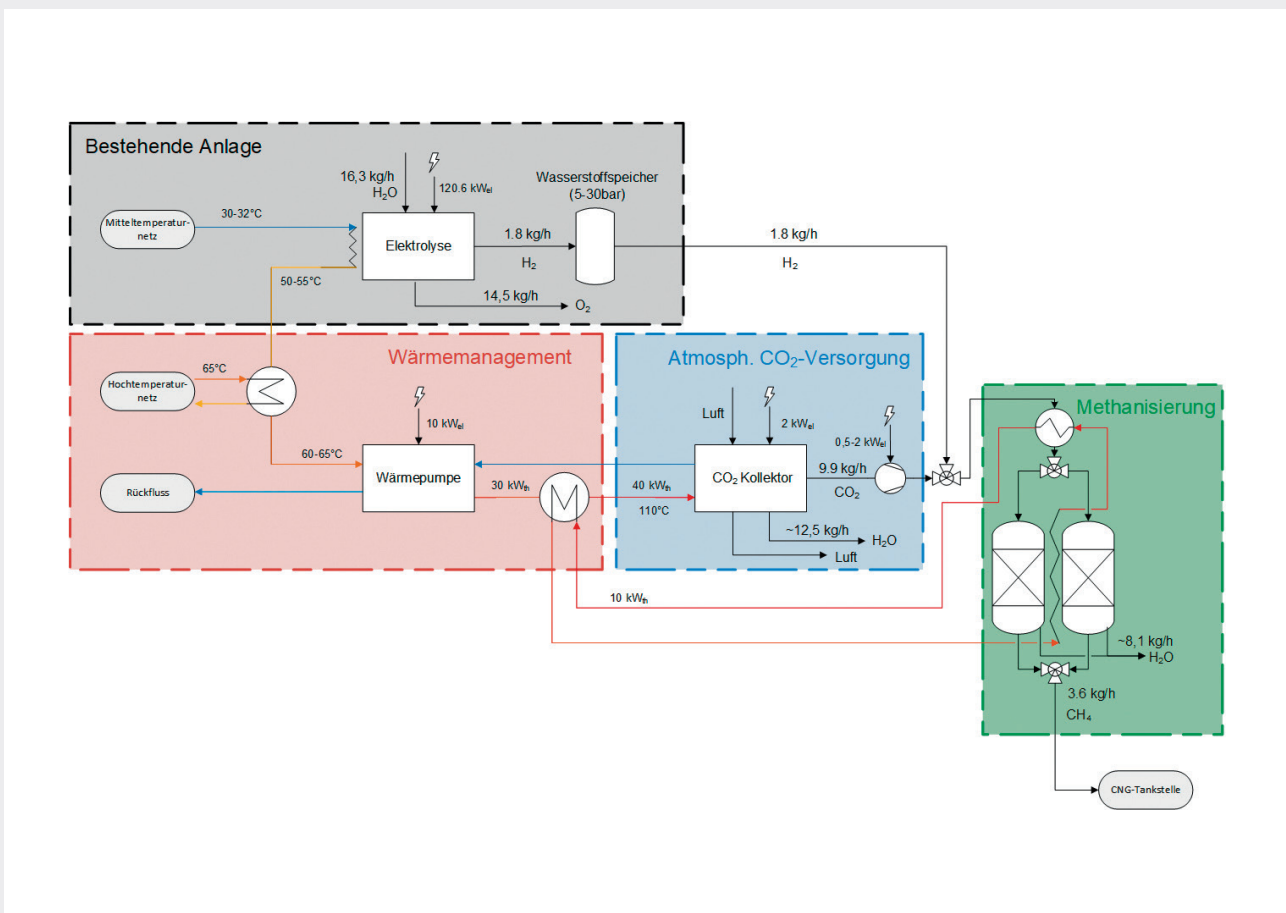 Bestehende Anlage
16,3 kg/h
H₂O
120.6 kWel
Wasserstoffspeicher
(5-30bar)
Mitteltemperatur-
netz
30-32°C
Elektrolyse
1.8 kg/h
H₂
1.8 kg/h
H₂
50-55°C
14,5 kg/h
O₂
Wärmemanagement
Hochtemperatur-
netz
65°C
10 kWel
60-65°C
Wärmepumpe
30 kWth
Rückfluss
Atmosph. CO₂-Versorgung
Luft
2 kWel
0,5-2 kWel
40 kWth
110°C
CO₂ Kollektor
9.9 kg/h
CO₂
~12,5 kg/h
H₂O
Luft
10 kWth
Methanisierung
~8,1 kg/h
H₂O
3.6 kg/h
CH₄
CNG-Tankstelle